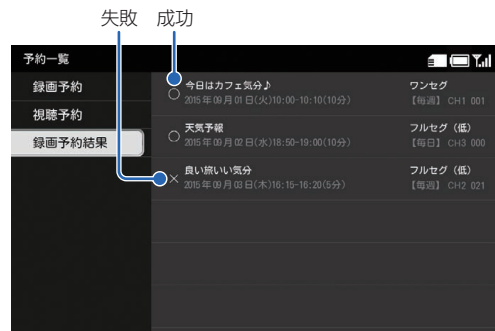 失敗 成功
予約一覧
録画予約
視聴予約
録画予約結果
○ 今日はカフェ気分♪ ワンセグ
2015年09月01日(火)10:00-10:10(10分) 【毎週】 CH1 001
○ 天気予報 フルセグ（低）
2015年09月02日(水)18:50-19:00(10分) 【毎日】 CH3 000
× 良い旅いい気分 フルセグ（低）
2015年09月03日(木)16:15-16:20(5分) 【毎週】 CH2 021